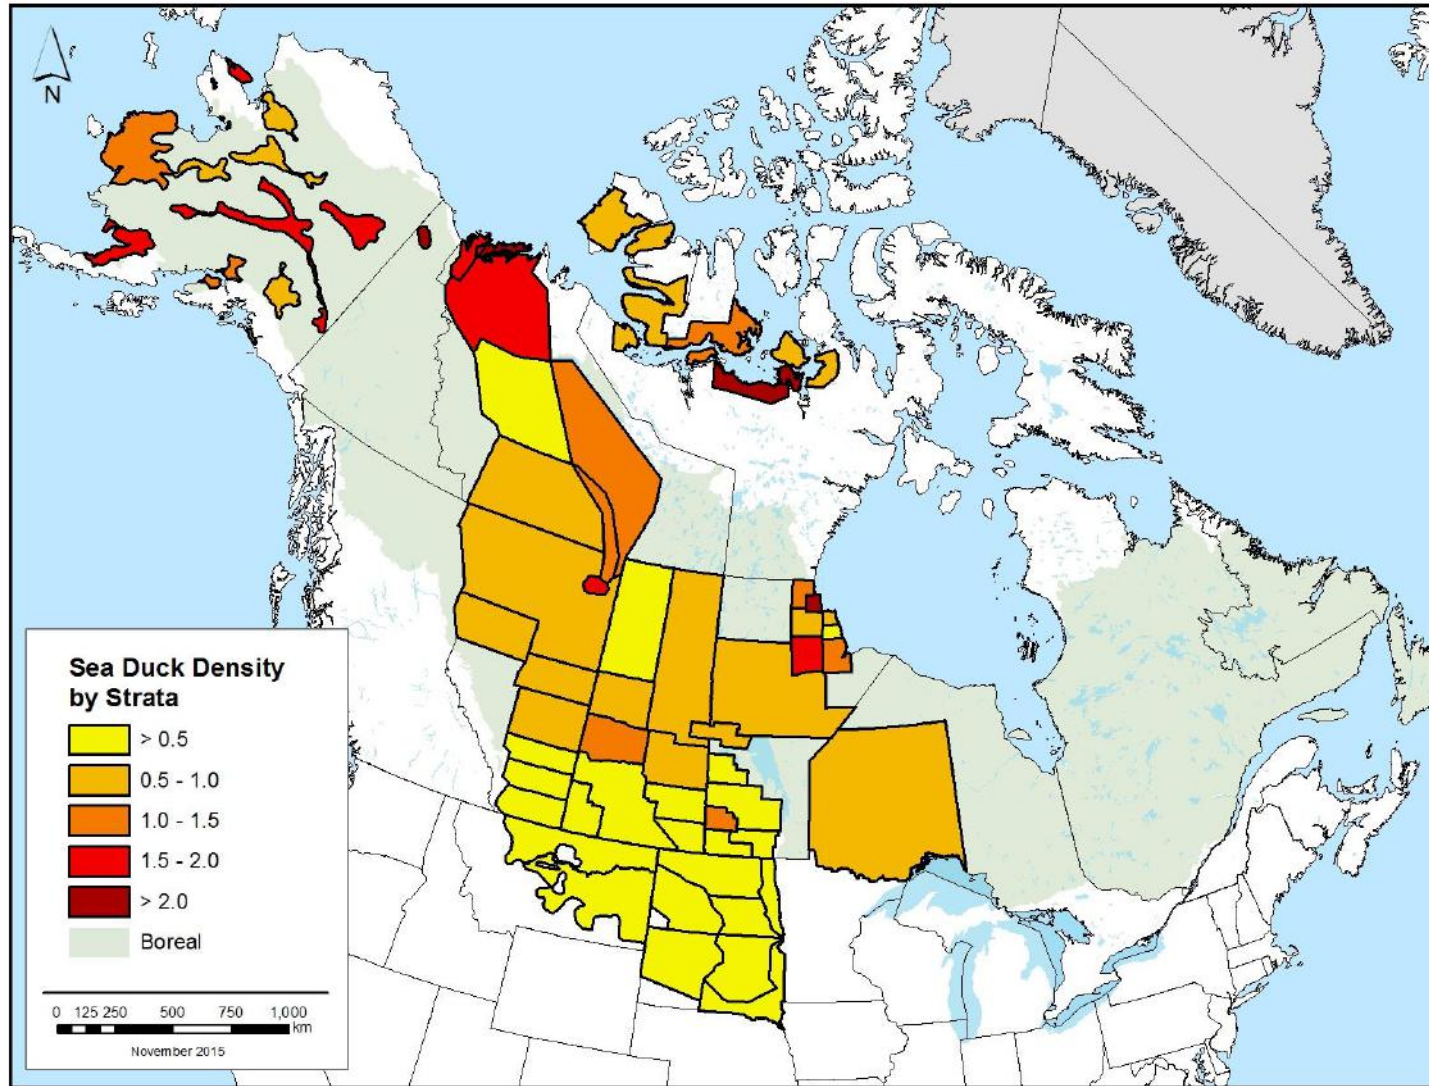 N
Sea Duck Density
by Strata
> 0.5
0.5 - 1.0
1.0 - 1.5
1.5 - 2.0
> 2.0
Boreal
0 125 250 500 750 1,000
km
November 2015